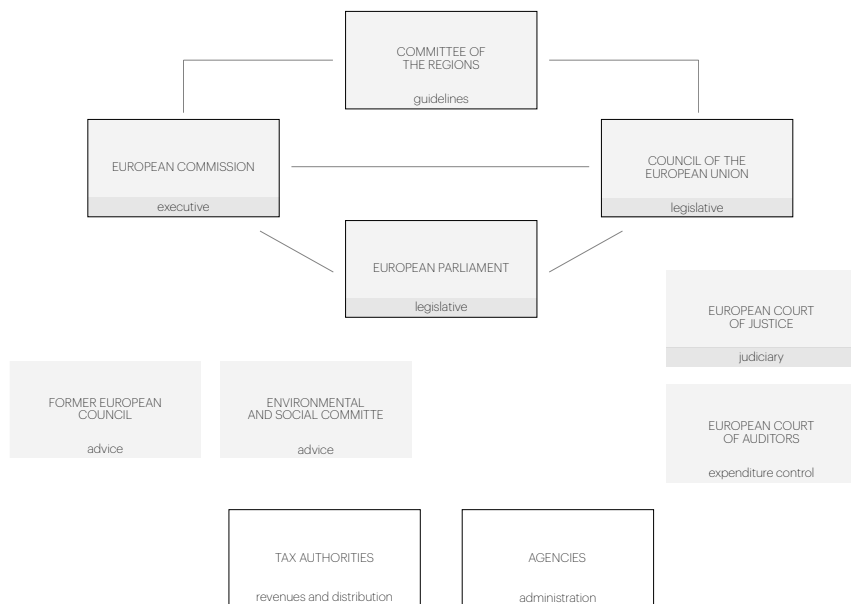 COMMITTEE OF
THE REGIONS
guidelines
EUROPEAN COMMISSION
executive
COUNCIL OF THE
EUROPEAN UNION
legislative
EUROPEAN PARLIAMENT
legislative
EUROPEAN COURT
OF JUSTICE
judiciary
FORMER EUROPEAN
COUNCIL
advice
ENVIRONMENTAL
AND SOCIAL COMMITTE
advice
EUROPEAN COURT
OF AUDITORS
expenditure control
TAX AUTHORITIES
revenues and distribution
AGENCIES
administration